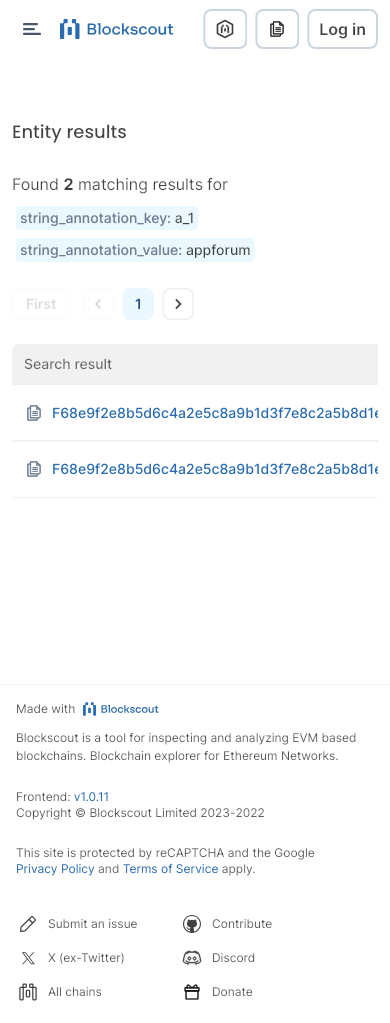 Blockscout
Log in
Entity results
Found 2 matching results for
string_annotation_key: a_1
string_annotation_value: appforum
First
1
Search result
F68e9f2e8b5d6c4a2e5c8a9b1d3f7e8c2a5b8d1e
F68e9f2e8b5d6c4a2e5c8a9b1d3f7e8c2a5b8d1e
Made with Blockscout
Blockscout is a tool for inspecting and analyzing EVM based
blockchains. Blockchain explorer for Ethereum Networks.
Frontend: v1.0.11
Copyright © Blockscout Limited 2023-2022
This site is protected by reCAPTCHA and the Google
Privacy Policy and Terms of Service apply.
Submit an issue
Contribute
X (ex-Twitter)
Discord
All chains
Donate